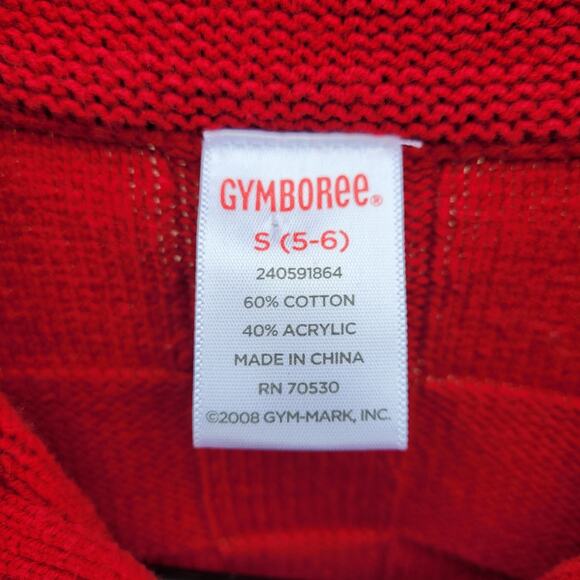 GYMBOREE®
S (5-6)
240591864
60% COTTON
40% ACRYLIC
MADE IN CHINA
RN 70530
©2008 GYM-MARK, INC.